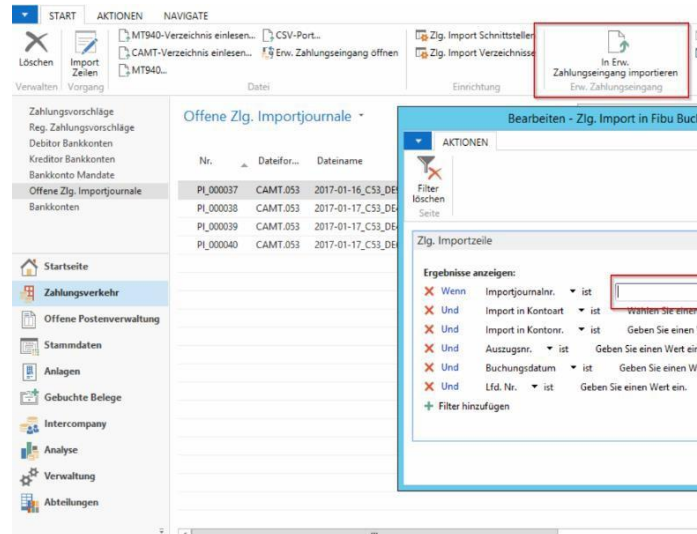 START AKTIONEN NAVIGATE
Löschen
Import Zeilen
MT940-Verzeichnis einlesen...
CAMT-Verzeichnis einlesen...
MT940...
CSV-Port...
Erw. Zahlungseingang öffnen
Zlg. Import Schnittstellen
Zlg. Import Verzeichnisse
In Erw.
Zahlungseingang importieren
Verwalten Vorgang Datei Einrichtung Erw. Zahlungseingang
Zahlungsvorschläge
Reg. Zahlungsvorschläge
Debitor Bankkonten
Kreditor Bankkonten
Bankkonto Mandate
Offene Zlg. Importjournale
Bankkonten
Startseite
Zahlungsverkehr
Offene Postenverwaltung
Stammdaten
Anlagen
Gebuchte Belege
Intercompany
Analyse
Verwaltung
Abteilungen
Offene Zlg. Importjournale
Nr. Dateifor... Dateiname
PI_000037 CAMT.053 2017-01-16_C53_DE
PI_000038 CAMT.053 2017-01-17_C53_DE
PI_000039 CAMT.053 2017-01-17_C53_DE
PI_000040 CAMT.053 2017-01-17_C53_DE
Bearbeiten - Zlg. Import in Fibu Buc
AKTIONEN
Filter
löschen
Seite
Zlg. Importzeile
Ergebnisse anzeigen:
Wenn Importjournalnr. ist
Und Import in Kontoart ist Wählen Sie einen
Und Import in Kontonr. ist Geben Sie einen
Und Auszugsnr. ist Geben Sie einen Wert ein
Und Buchungsdatum ist Geben Sie einen W
Und Lfd. Nr. ist Geben Sie einen Wert ein.
Filter hinzufügen